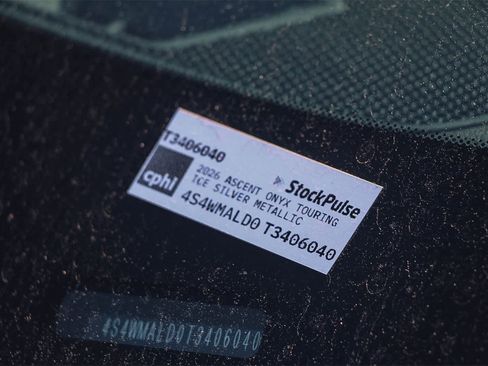 T3406040
StockPulse
cphi
2026 ASCENT ONYX TOURING
ICE SILVER METALLIC
4S4WMALD0 T3406040
4S4WMALD0T3406040